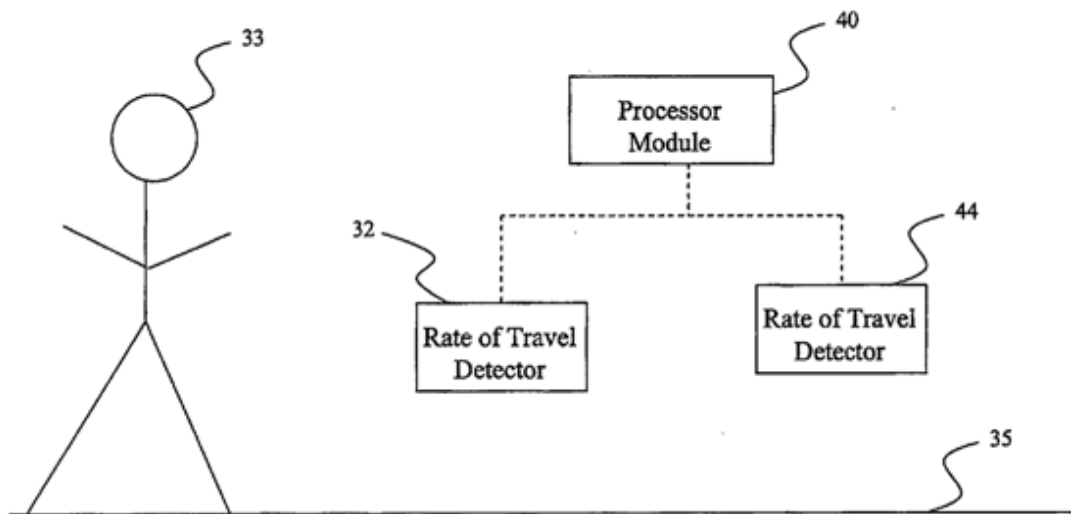 33
40
Processor
Module
32
44
Rate of Travel
Detector
Rate of Travel
Detector
35